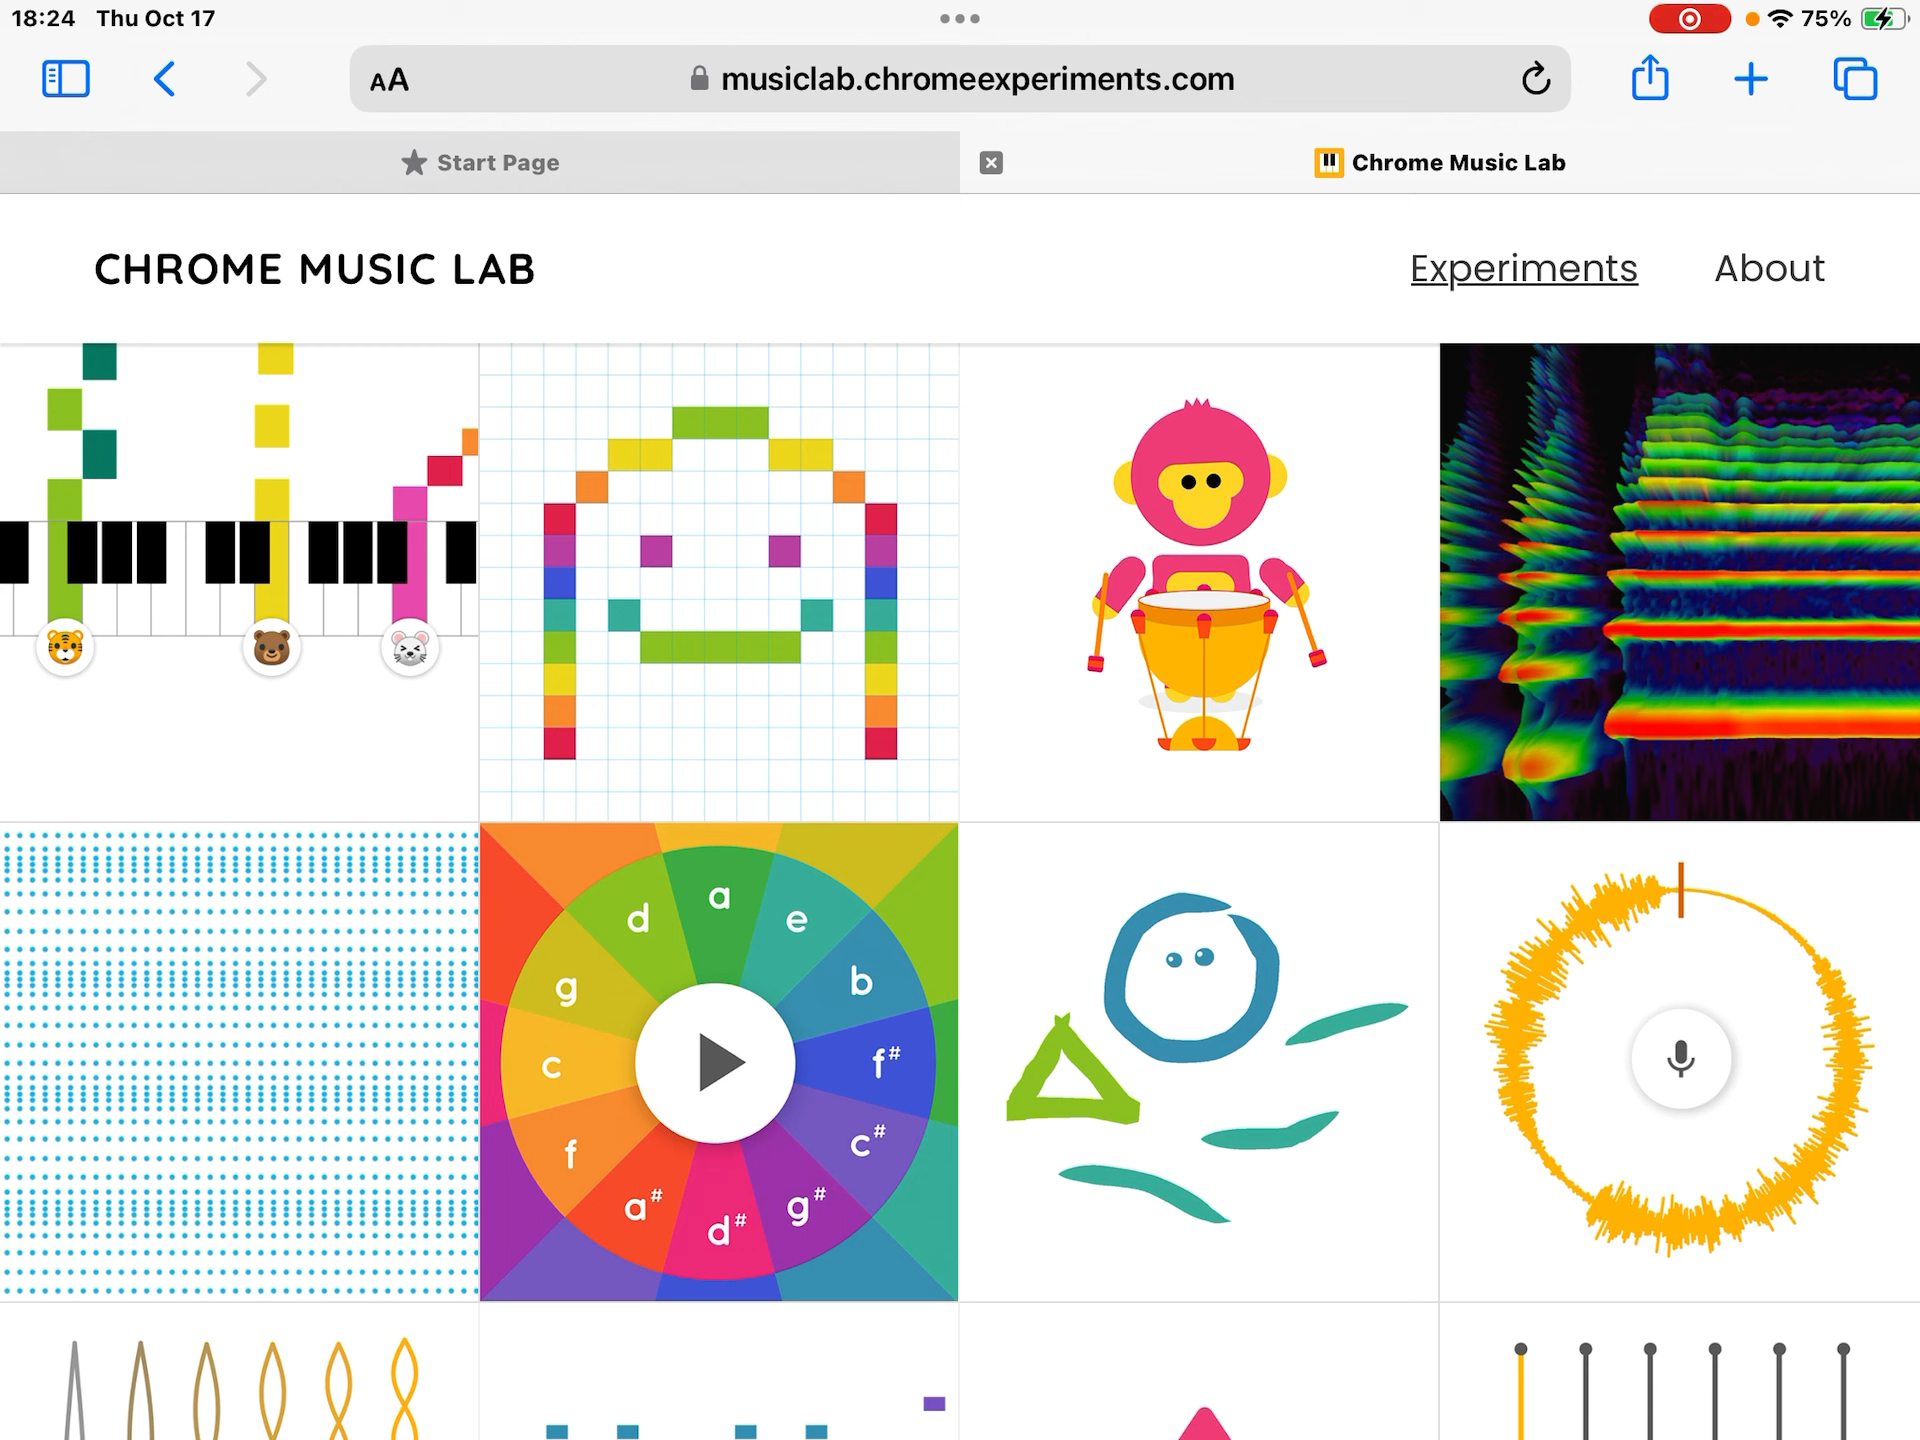 18:24 Thu Oct 17
75%
AA
musiclab.chromeexperiments.com
Start Page
Chrome Music Lab
CHROME MUSIC LAB
Experiments
About
a
d
e
g
b
c
f#
f
c#
a#
g#
d#